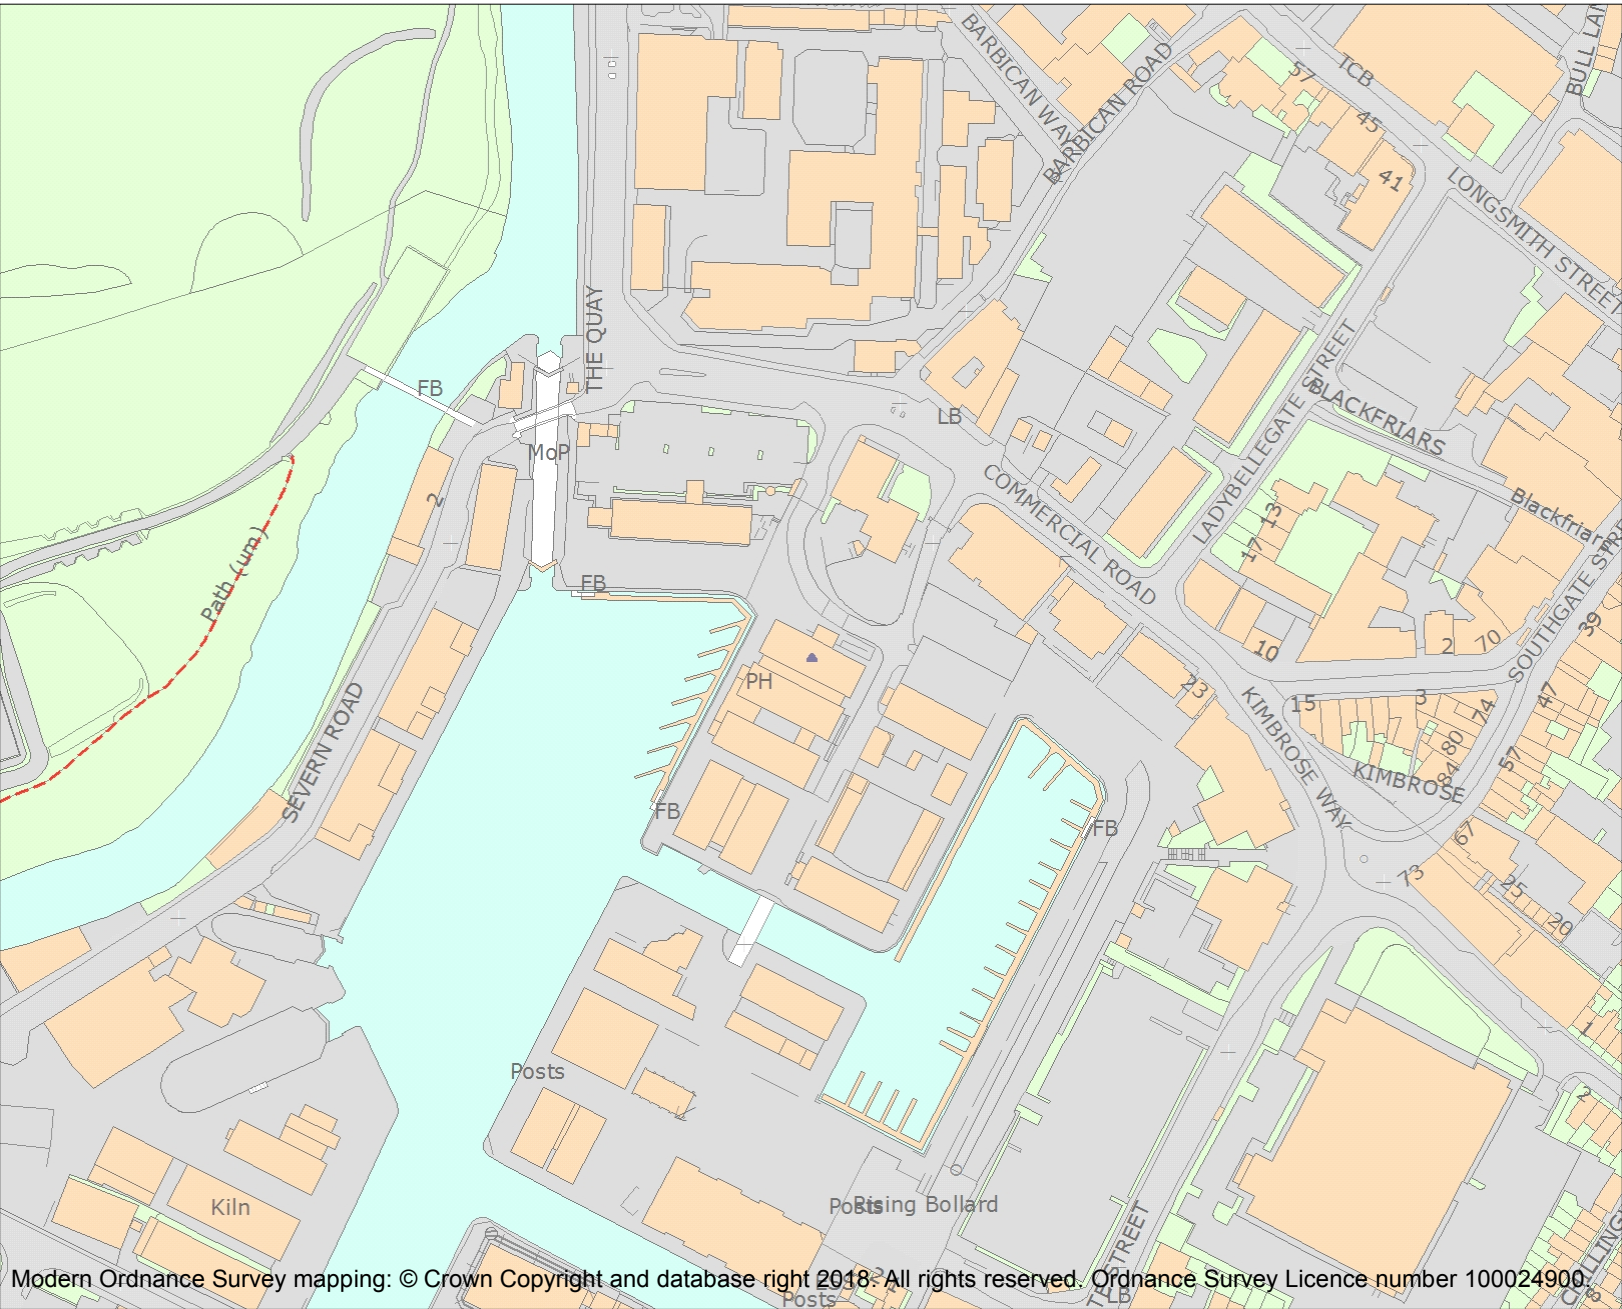 BARBICAN WAY
BARBICAN ROAD
57
TCB
BULL LAN
45
41
LONGSMITH STREET
THE QUAY
FB
LB
MoP
2
COMMERCIAL ROAD
LADYBELLEGATE STREET
BLACKFRIARS
Blackfriars
13
17
10
2
70
SOUTHGATE STR
39
Path (um)
FB
PH
23
KIMBROSE WAY
15
3
74
80
84
KIMBROSE
47
57
67
73
25
20
SEVERN ROAD
FB
FB
1
2
Posts
Kiln
Posts
Rising Bollard
STREET
LB
Posts
Modern Ordnance Survey mapping: © Crown Copyright and database right 2018. All rights reserved. Ordnance Survey Licence number 100024900.